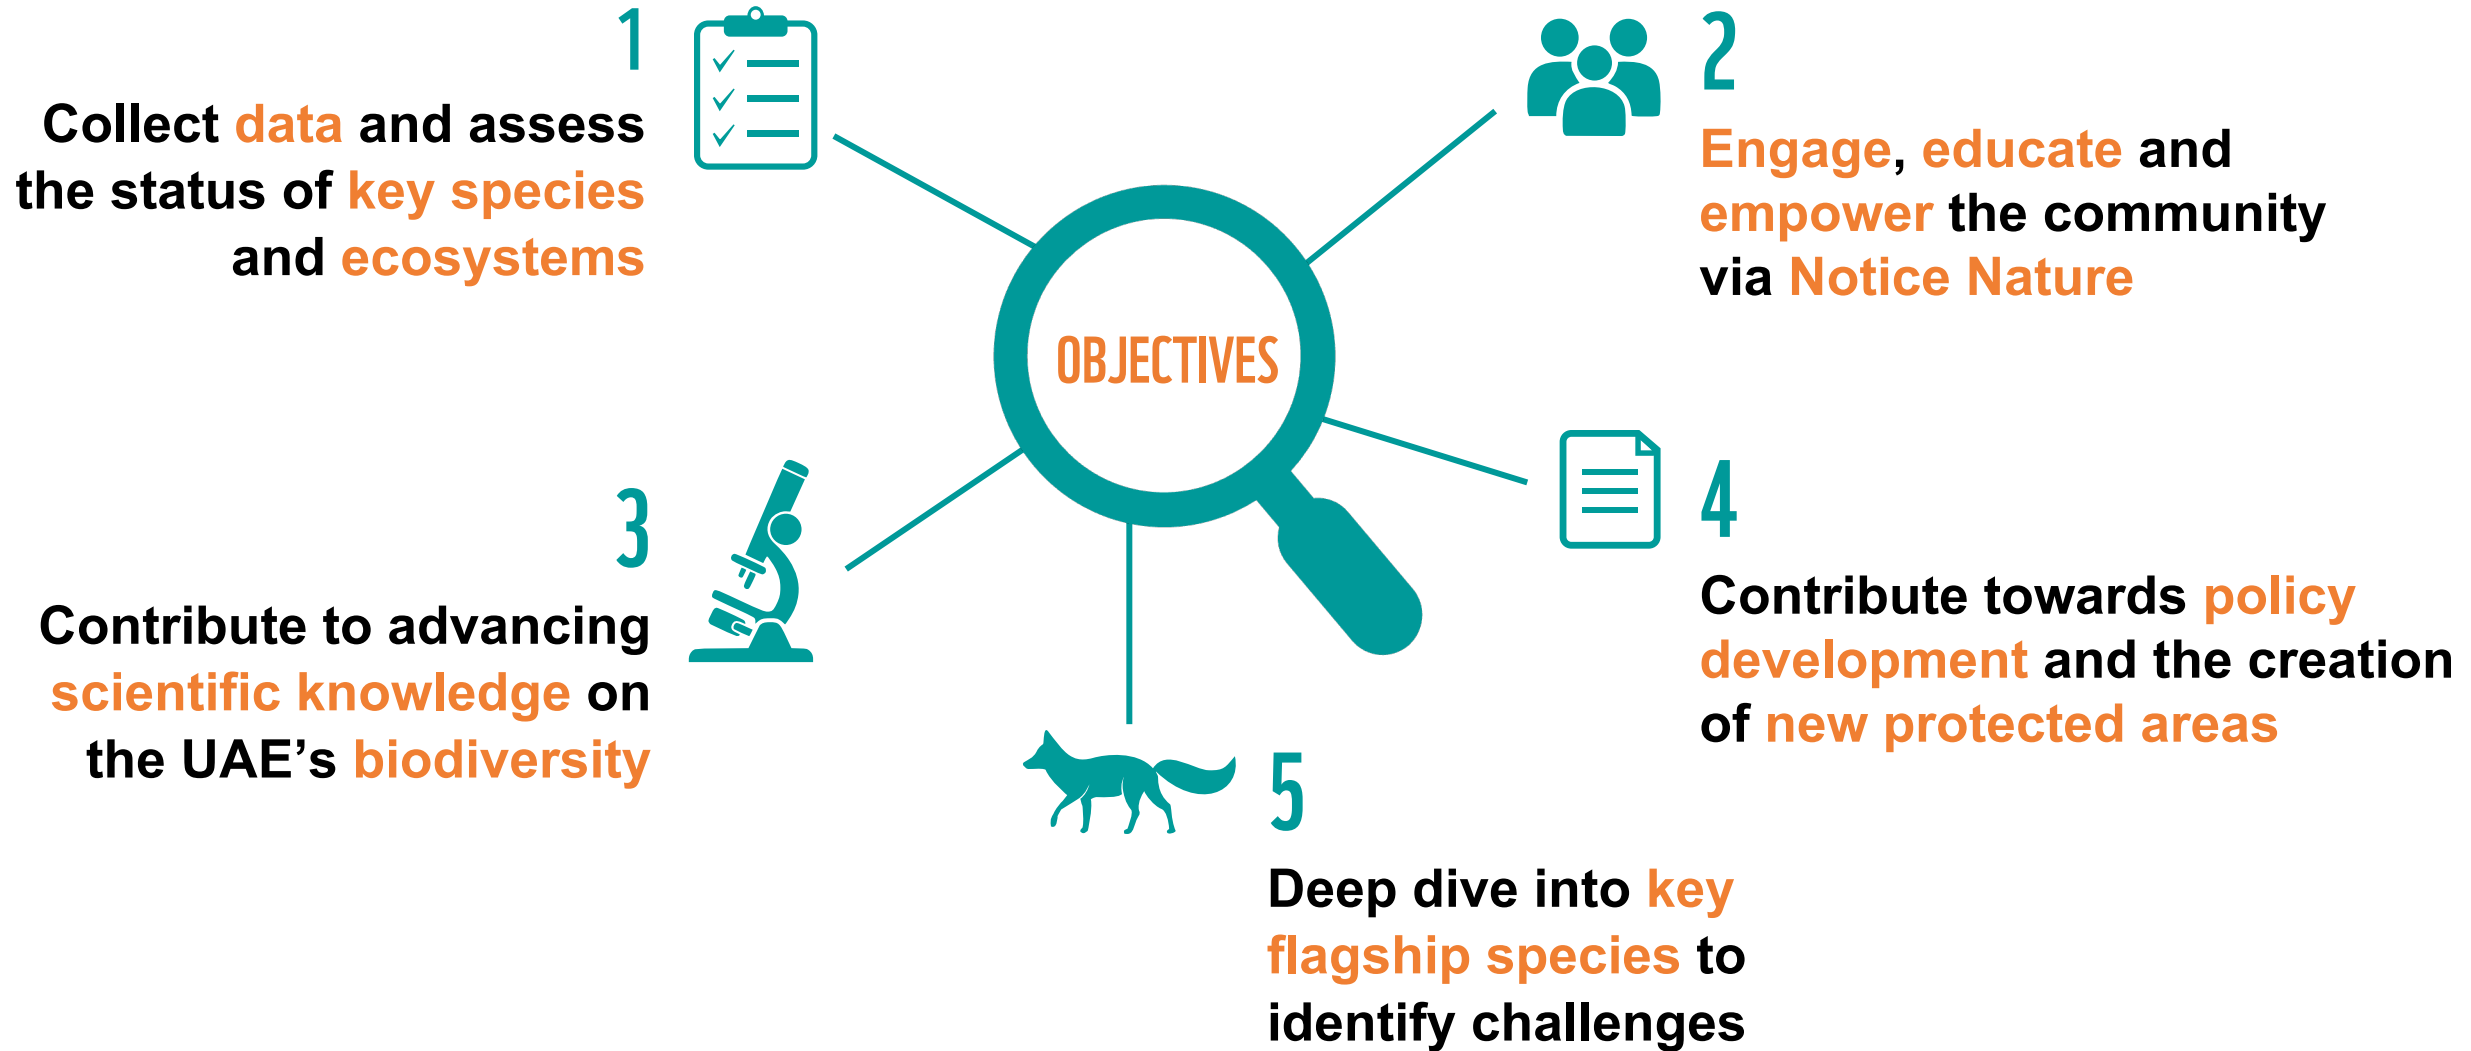 1
Collect data and assess
the status of key species
and ecosystems
2
Engage, educate and
empower the community
via Notice Nature
OBJECTIVES
3
Contribute to advancing
scientific knowledge on
the UAE’s biodiversity
4
Contribute towards policy
development and the creation
of new protected areas
5
Deep dive into key
flagship species to
identify challenges